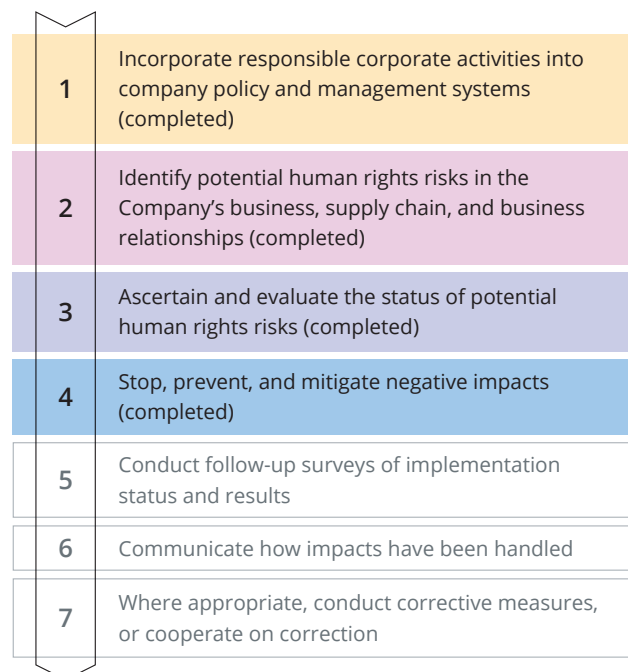 1
Incorporate responsible corporate activities into
company policy and management systems
(completed)
2
Identify potential human rights risks in the
Company's business, supply chain, and business
relationships (completed)
3
Ascertain and evaluate the status of potential
human rights risks (completed)
4
Stop, prevent, and mitigate negative impacts
(completed)
5
Conduct follow-up surveys of implementation
status and results
6
Communicate how impacts have been handled
7
Where appropriate, conduct corrective measures,
or cooperate on correction